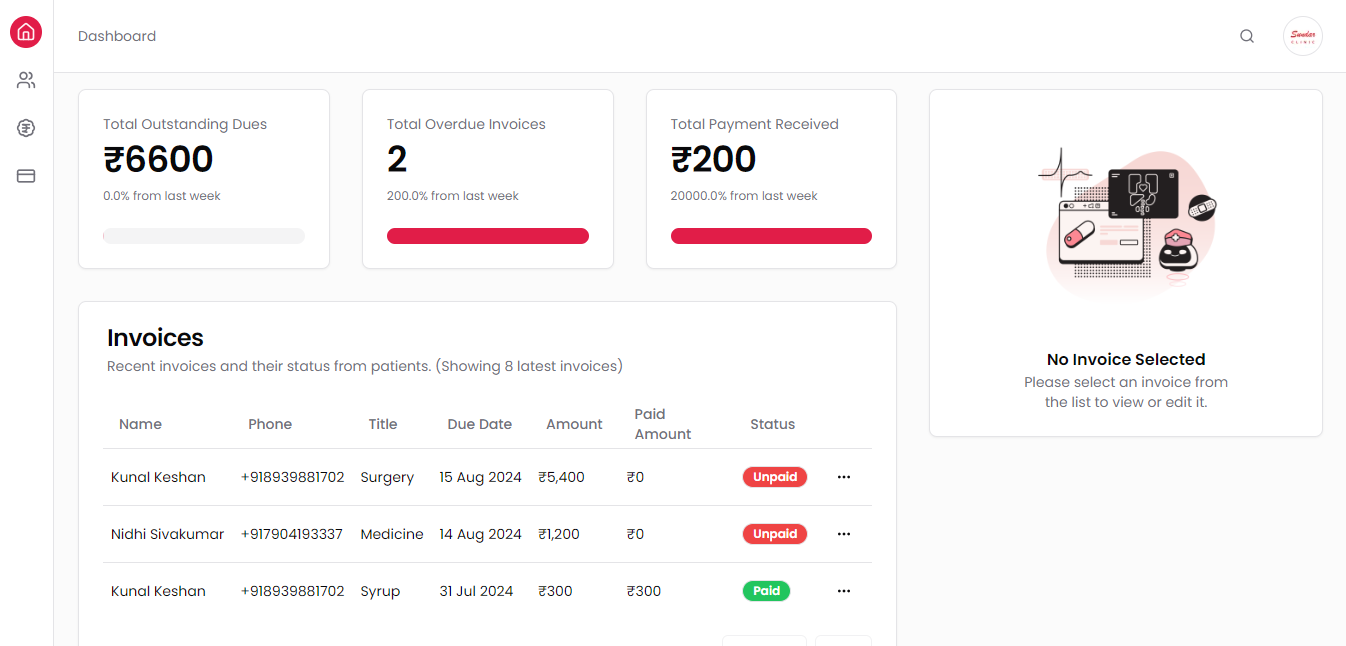 Dashboard
Sundar
CLINIC
Total Outstanding Dues
₹6600
0.0% from last week
Total Overdue Invoices
2
200.0% from last week
Total Payment Received
₹200
20000.0% from last week
No Invoice Selected
Please select an invoice from
the list to view or edit it.
Invoices
Recent invoices and their status from patients. (Showing 8 latest invoices)
Name Phone Title Due Date Amount Paid Amount Status
Kunal Keshan +918939881702 Surgery 15 Aug 2024 ₹5,400 ₹0 Unpaid ...
Nidhi Sivakumar +917904193337 Medicine 14 Aug 2024 ₹1,200 ₹0 Unpaid ...
Kunal Keshan +918939881702 Syrup 31 Jul 2024 ₹300 ₹300 Paid ...